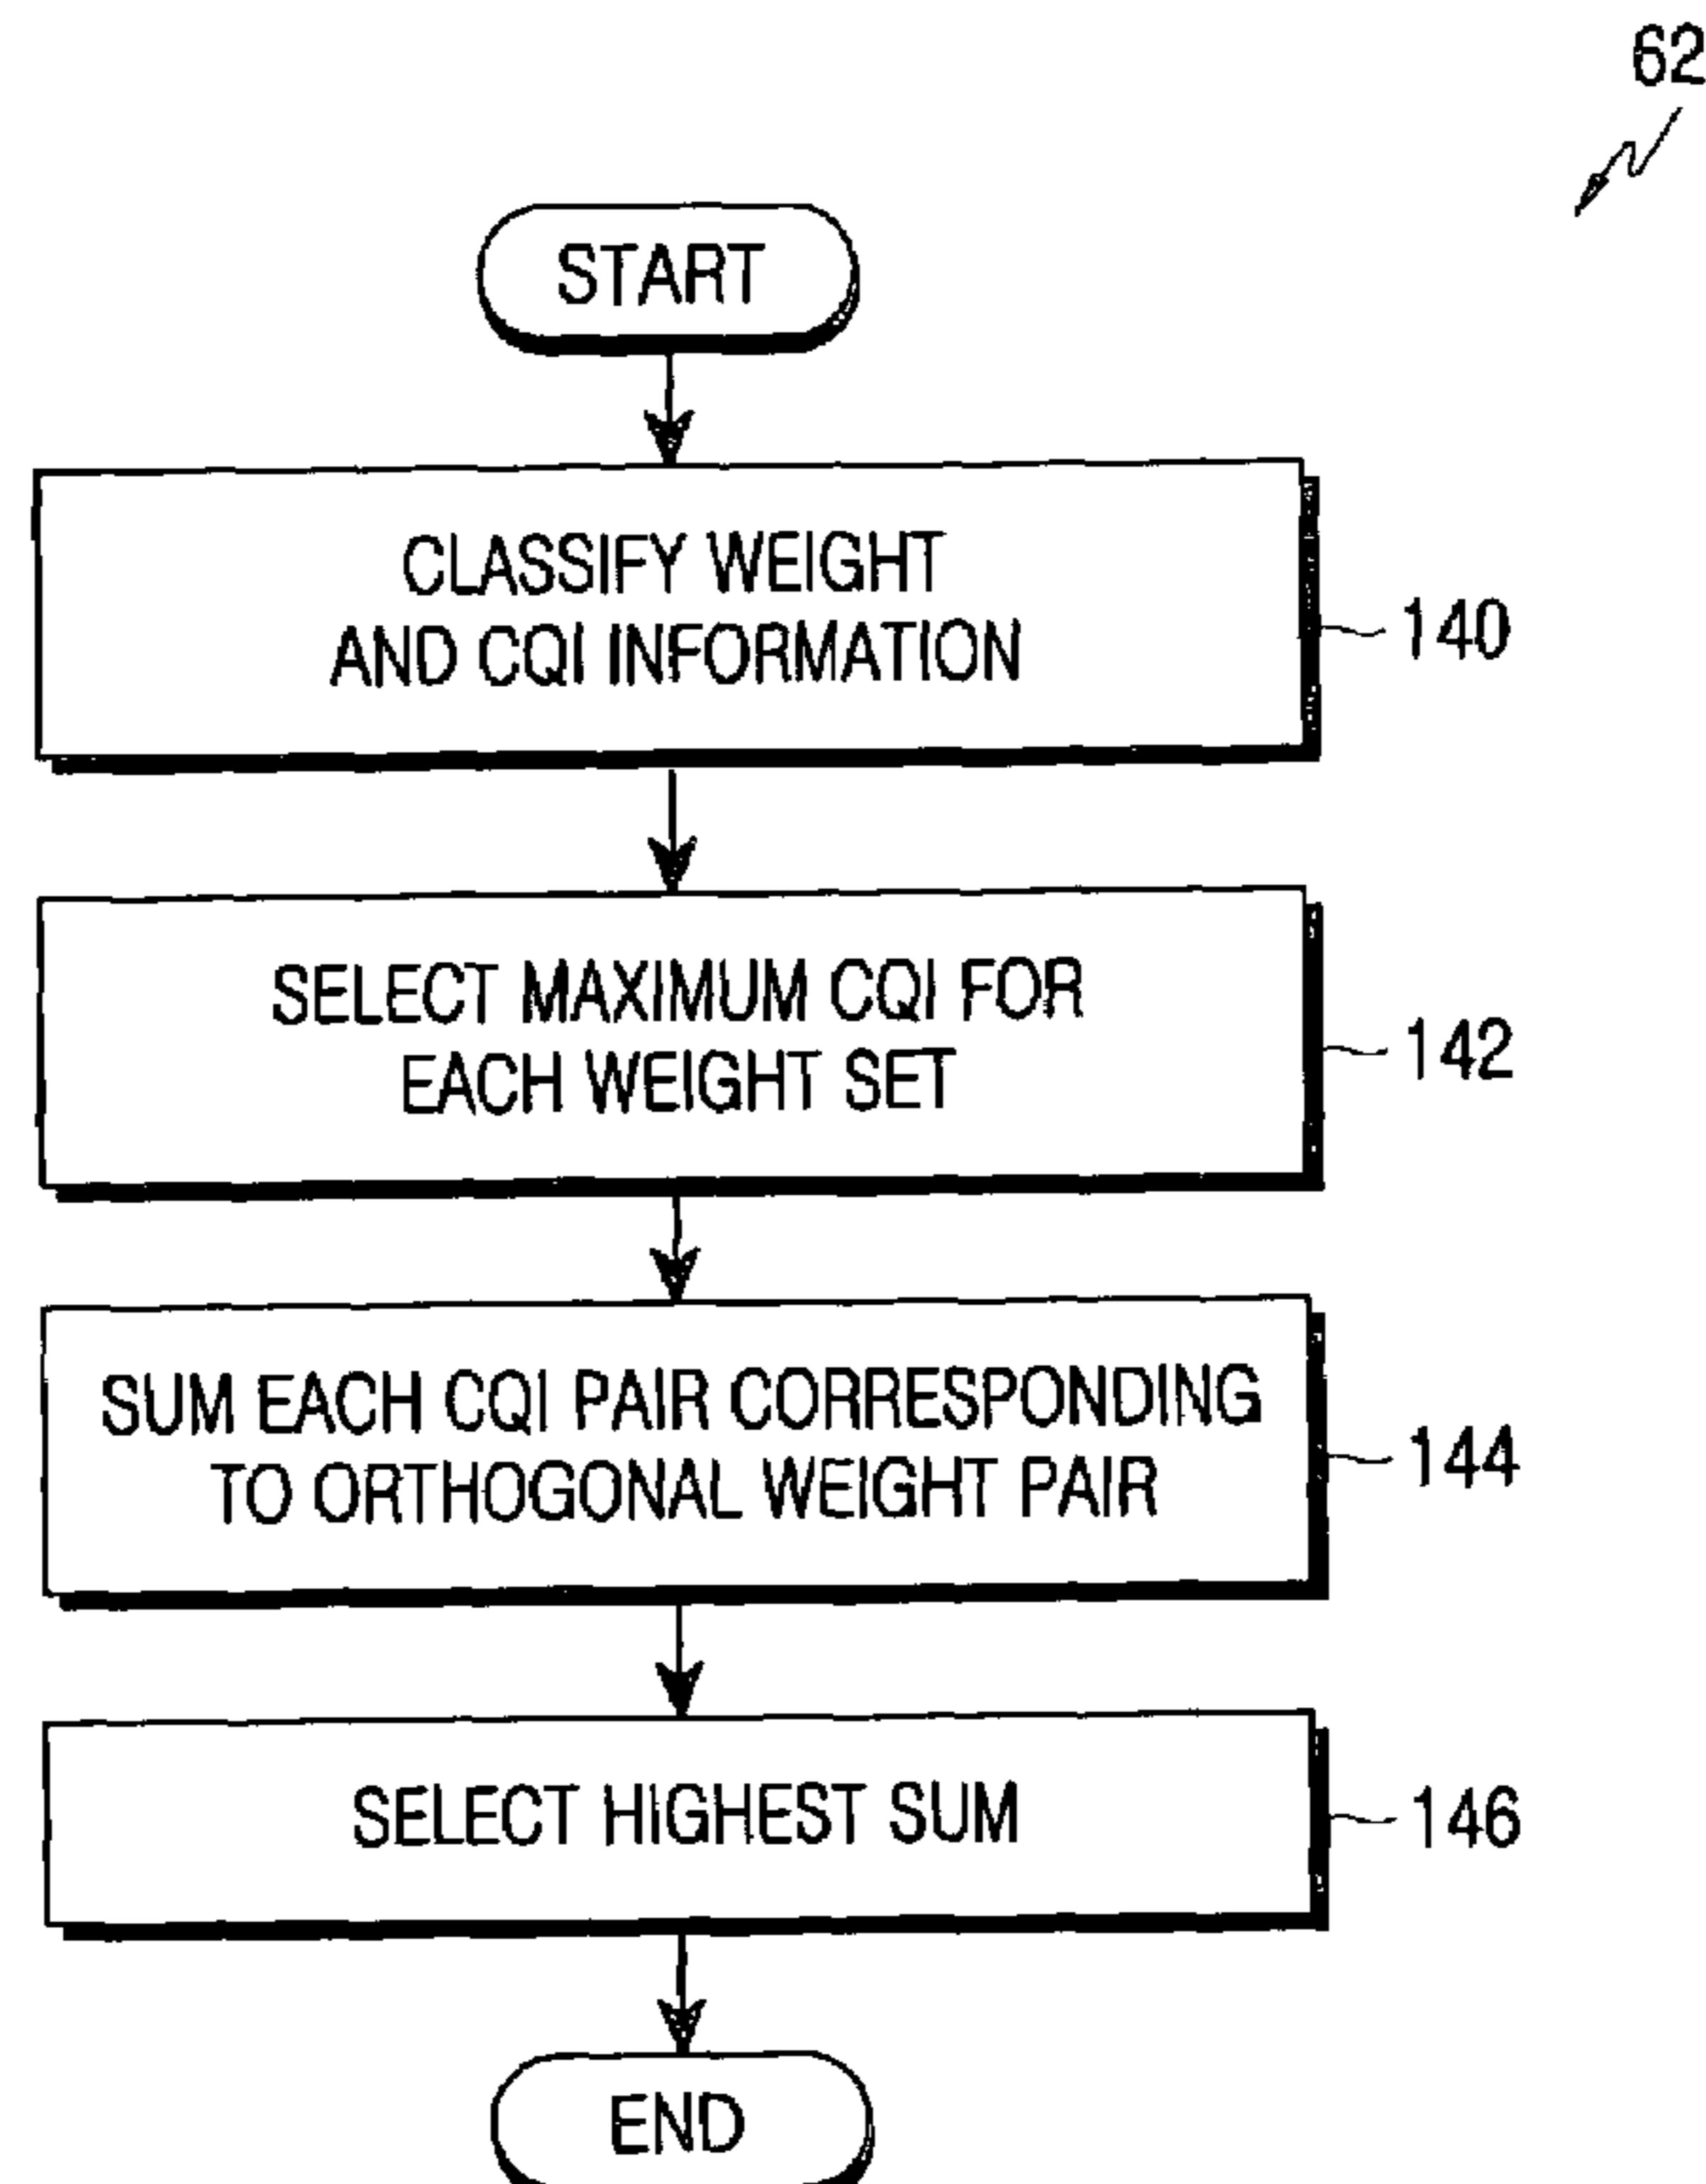 62
START
CLASSIFY WEIGHT
AND CQI INFORMATION
140
SELECT MAXIMUM CQI FOR
EACH WEIGHT SET
142
SUM EACH CQI PAIR CORRESPONDING
TO ORTHOGONAL WEIGHT PAIR
144
SELECT HIGHEST SUM
146
END